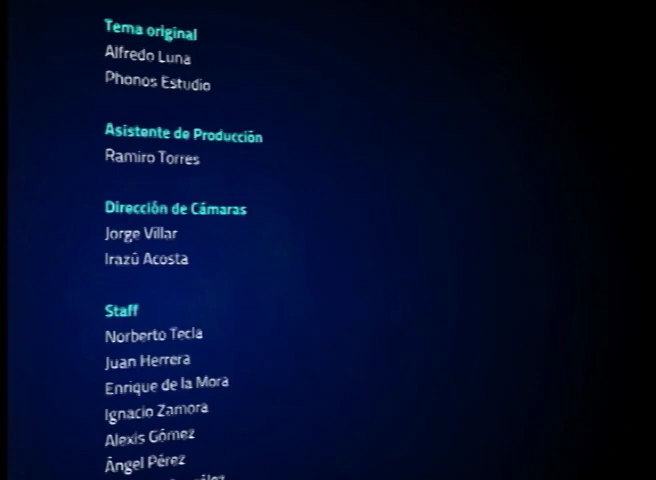 Tema original
Alfredo Luna
Phonos Estudio
Asistente de Producción
Ramiro Torres
Dirección de Cámaras
Jorge Villar
Irazú Acosta
Staff
Norberto Tecla
Juan Herrera
Enrique de la Mora
Ignacio Zamora
Alexis Gómez
Ángel Pérez